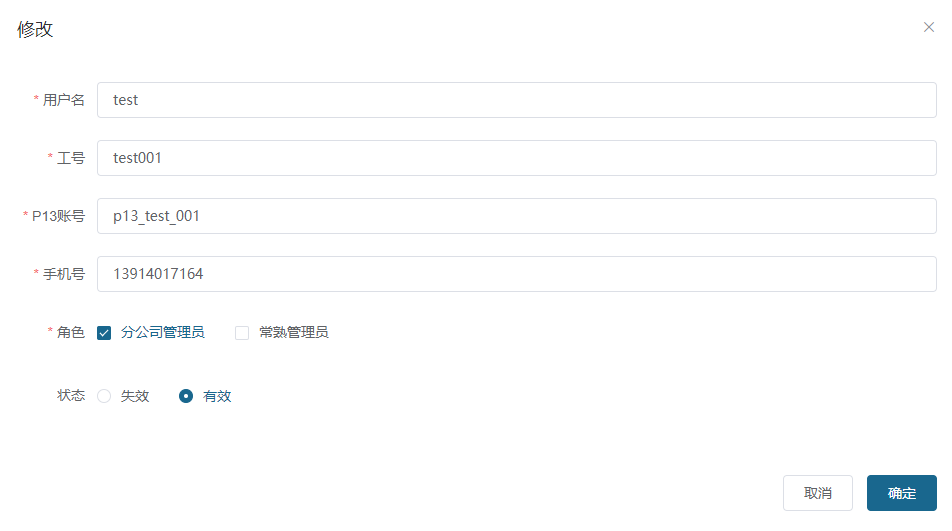 修改
* 用户名 test
* 工号 test001
* P13账号 p13_test_001
* 手机号 13914017164
* 角色 分公司管理员 常熟管理员
状态 失效 有效
取消 确定